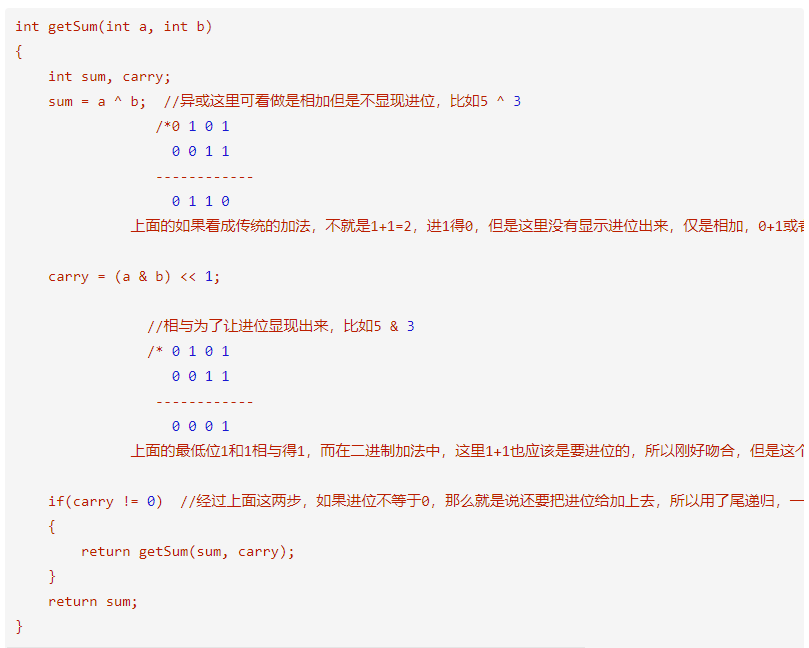 int getSum(int a, int b)
{
    int sum, carry;
    sum = a ^ b;  //异或这里可看做是相加但是不显现进位，比如5 ^ 3
                 /*0 1 0 1
                   0 0 1 1
                 ------------
                   0 1 1 0
              上面的如果看成传统的加法，不就是1+1=2，进1得0，但是这里没有显示进位出来，仅是相加，0+1或
    carry = (a & b) << 1;
                //相与为了让进位显现出来，比如5 & 3
                /* 0 1 0 1
                   0 0 1 1
                 ------------
                   0 0 0 1
              上面的最低位1和1相与得1，而在二进制加法中，这里1+1也应该是要进位的，所以刚好吻合，但是这
    if(carry != 0)  //经过上面这两步，如果进位不等于0，那么就是说还要把进位给加上去，所以用了尾递归，一
    {
        return getSum(sum, carry);
    }
    return sum;
}